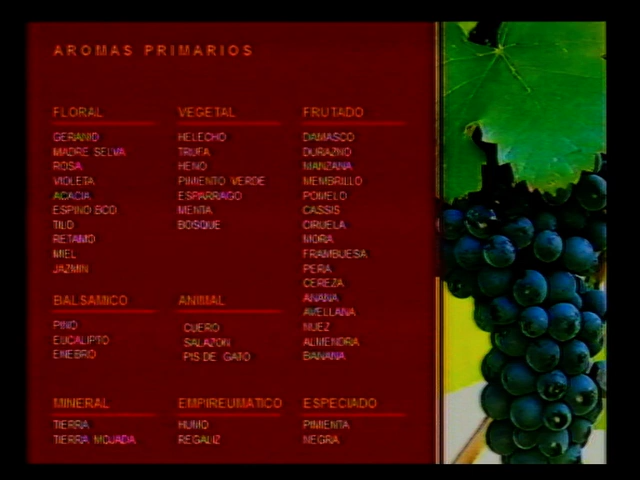 AROMAS PRIMARIOS
FLORAL
GERANIO
MADRE SELVA
ROSA
VIOLETA
ACACIA
ESPINO BCO
TILO
RETAMO
MIEL
JAZMIN
VEGETAL
HELECHO
TRUFA
HENO
PIMIENTO VERDE
ESPARRAGO
MENTA
BOSQUE
FRUTADO
DAMASCO
DURAZNO
MANZANA
MEMBRILLO
POMELO
CASSIS
CIRUELA
MORA
FRAMBUESA
PERA
CEREZA
ANANA
AVELLANA
NUEZ
ALMENDRA
BANANA
BALSAMICO
PINO
EUCALIPTO
ENEBRO
ANIMAL
CUERO
SALAZON
PIS DE GATO
MINERAL
TIERRA
TIERRA MOJADA
EMPIREUMATICO
HUMO
REGALIZ
ESPECIADO
PIMIENTA
NEGRA